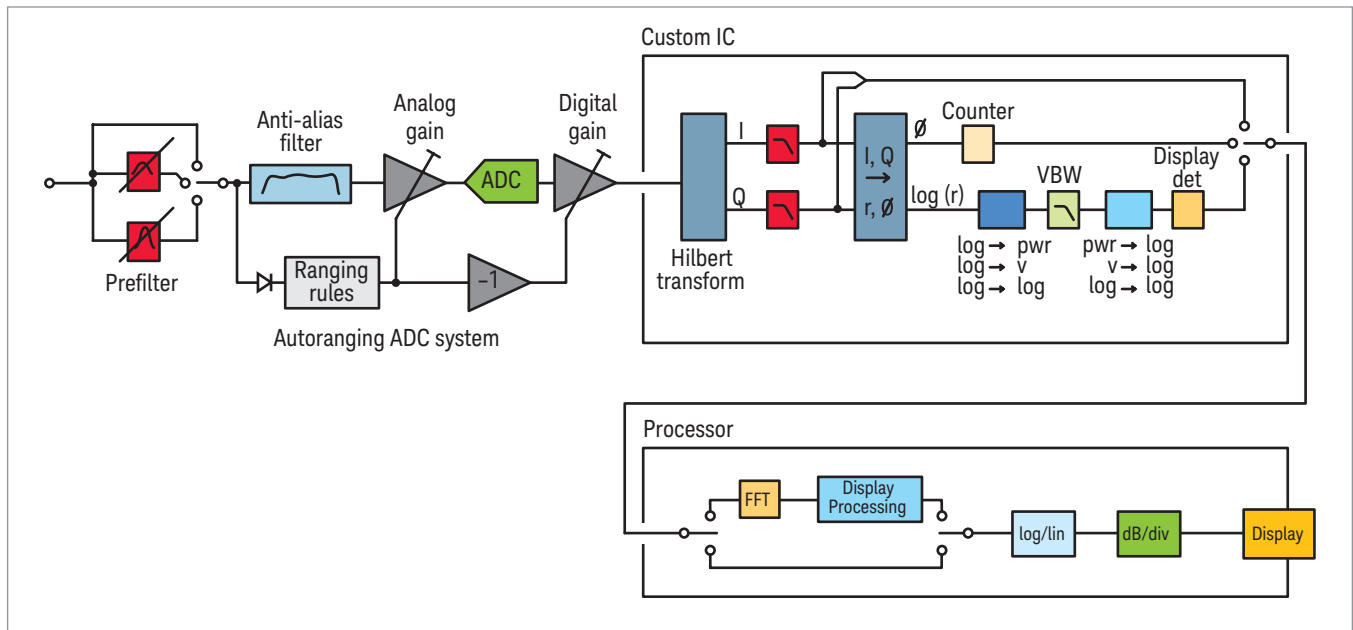 Custom IC
Analog
gain
Digital
gain
Anti-alias
filter
ADC
Prefilter
Ranging
rules
–1
Autoranging ADC system
I
Q
Hilbert
transform
I, Q
→
r, Ø
Ø
Counter
log (r)
VBW
Display
det
log → pwr
log → v
log → log
pwr → log
v → log
log → log
Processor
FFT
Display
Processing
log/lin
dB/div
Display